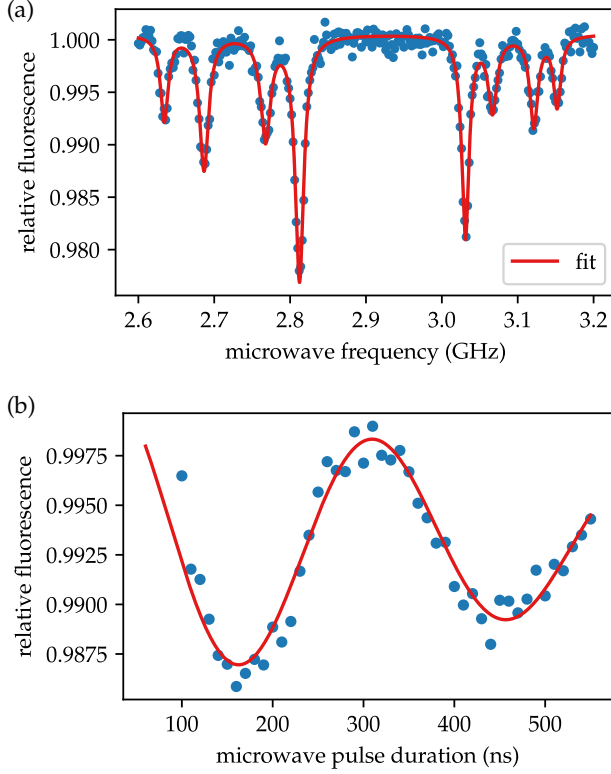 (a)
1.000
0.995
0.990
0.985
0.980
relative fluorescence
fit
2.6 2.7 2.8 2.9 3.0 3.1 3.2
microwave frequency (GHz)
(b)
0.9975
0.9950
0.9925
0.9900
0.9875
relative fluorescence
100 200 300 400 500
microwave pulse duration (ns)